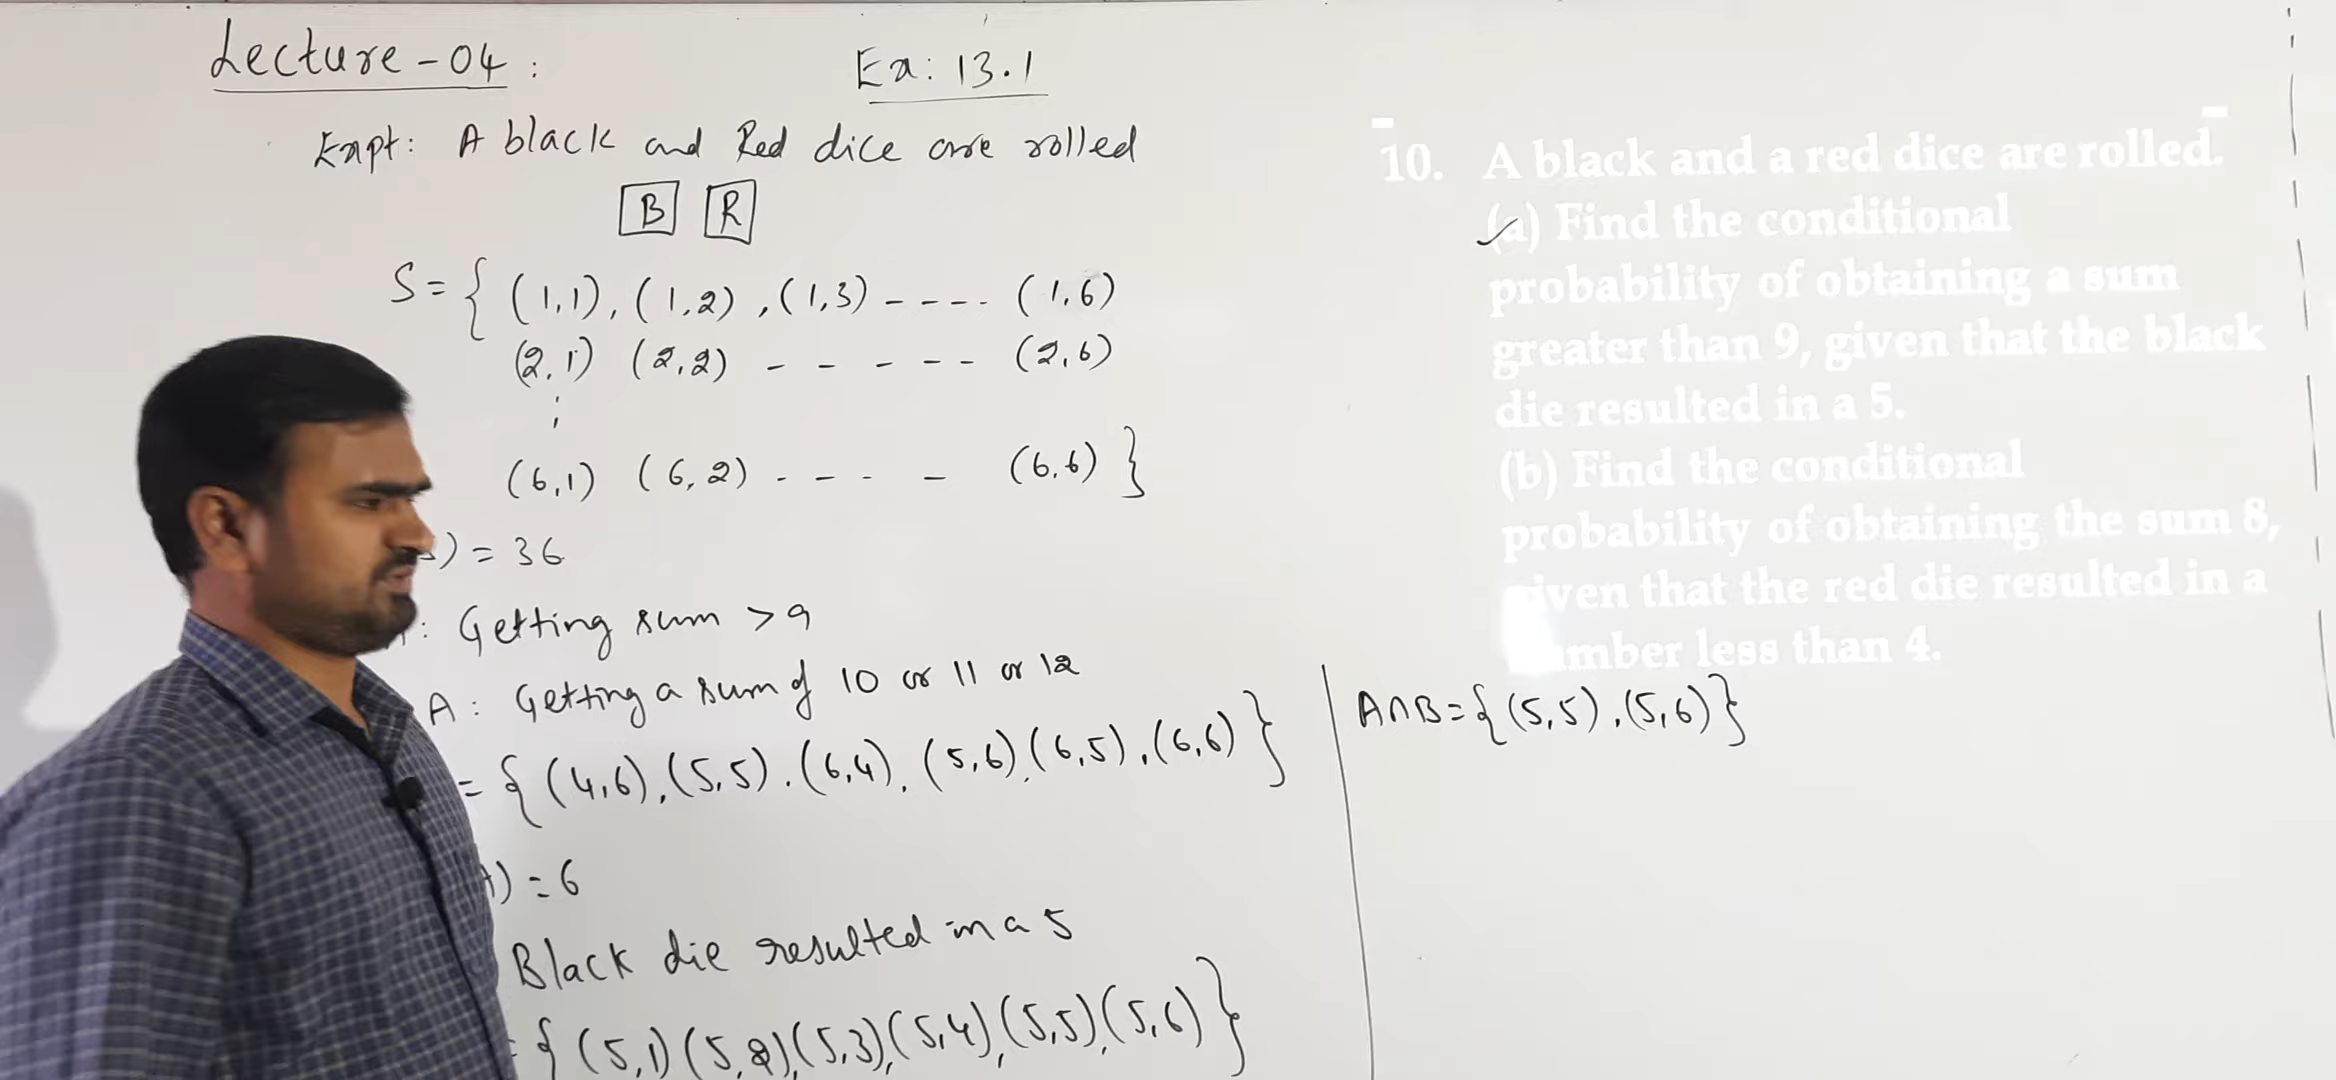 Lecture - 04 :
Ex: 13.1
Expt: A black and Red dice are rolled
B R
S = { (1,1), (1,2), (1,3) ---- (1,6)
(2,1) (2,2) - - - - - (2,6)
(6,1) (6,2) - - - - (6,6) }
) = 36
: Getting sum > 9
A: Getting a sum of 10 or 11 or 12
= { (4,6), (5,5), (6,4), (5,6), (6,5), (6,6) }
) = 6
Black die resulted in a 5
= { (5,1) (5,2), (5,3), (5,4), (5,5), (5,6) }
10. A black and a red dice are rolled.
(a) Find the conditional
probability of obtaining a sum
greater than 9, given that the black
die resulted in a 5.
(b) Find the conditional
probability of obtaining the sum 8,
given that the red die resulted in a
number less than 4.
A∩B = { (5,5), (5,6) }